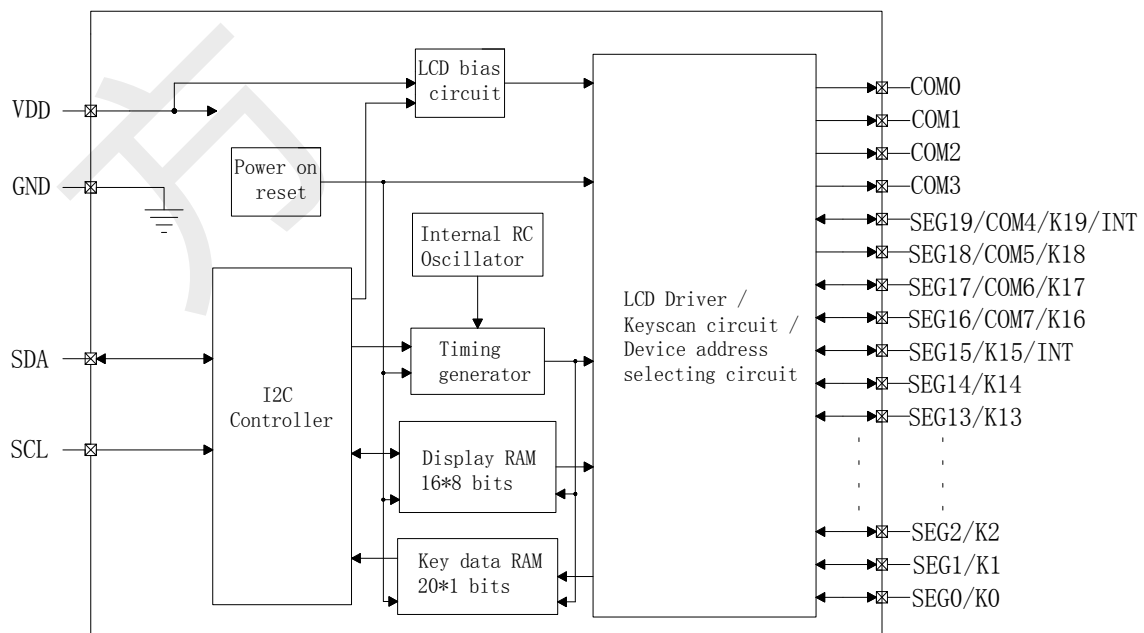 LCD bias
circuit
VDD
COM0
COM1
Power on
reset
COM2
GND
COM3
Internal RC
Oscillator
SEG19/COM4/K19/INT
SEG18/COM5/K18
LCD Driver /
Keyscan circuit /
Device address
selecting circuit
SEG17/COM6/K17
SEG16/COM7/K16
SDA
Timing
generator
SEG15/K15/INT
I2C
Controller
SEG14/K14
SEG13/K13
SCL
Display RAM
16*8 bits
Key data RAM
20*1 bits
SEG2/K2
SEG1/K1
SEG0/K0
方